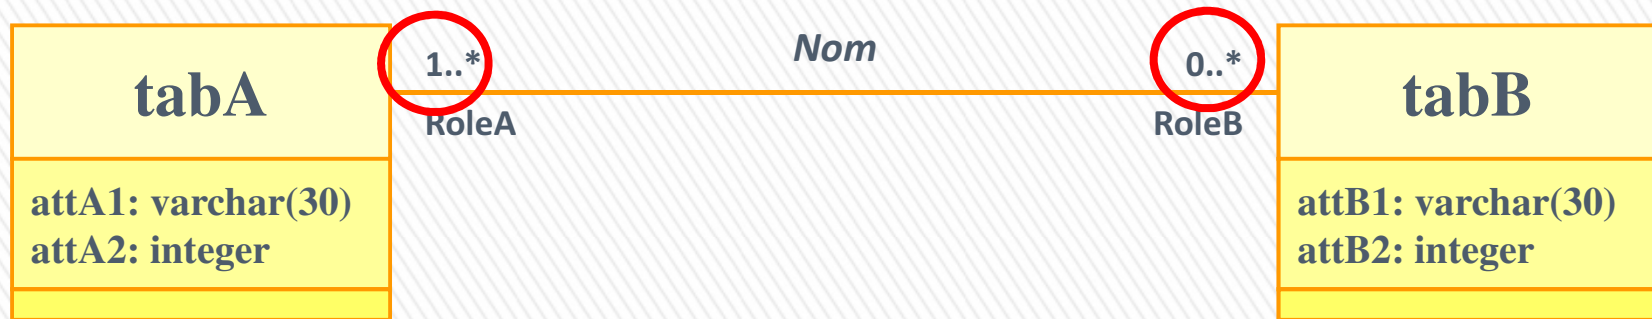 tabA
attA1: varchar(30)
attA2: integer
1..*
RoleA
Nom
0..*
RoleB
tabB
attB1: varchar(30)
attB2: integer